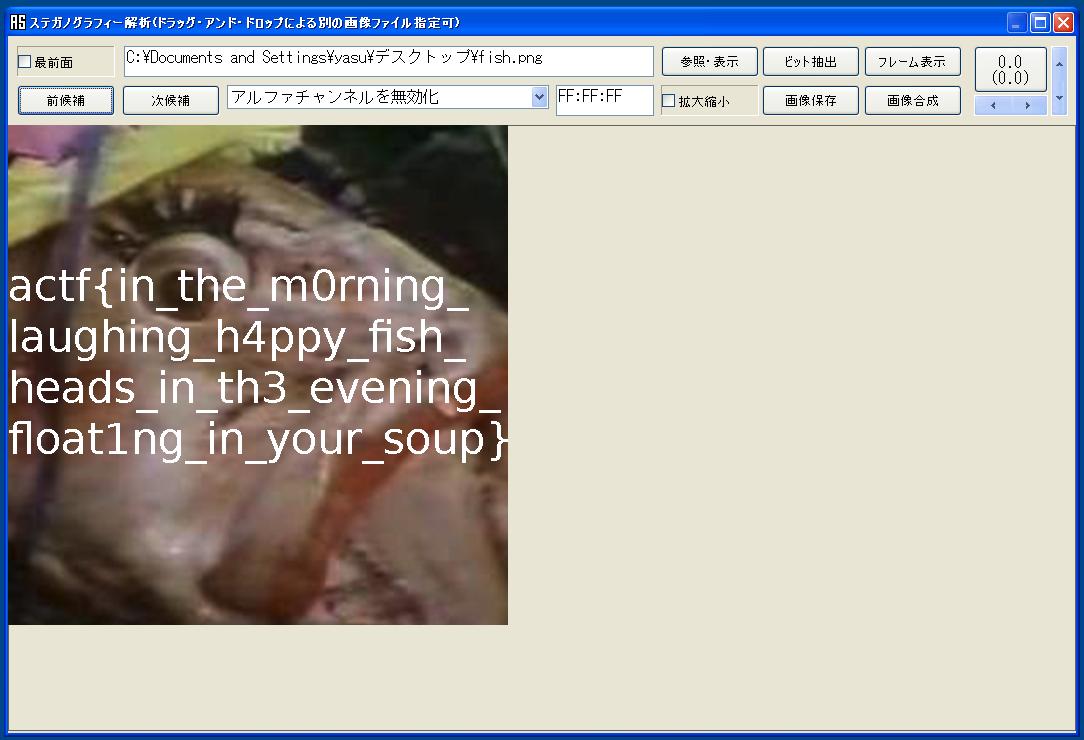 AS ステガノグラフィー解析(ドラッグ・アンド・ドロップによる別の画像ファイル指定可)
最前面 C:¥Documents and Settings¥yasu¥デスクトップ¥fish.png 参照・表示 ビット抽出 フレーム表示 0.0
(0.0)
前候補 次候補 アルファチャンネルを無効化 FF:FF:FF 拡大縮小 画像保存 画像合成
actf{in_the_m0rning_
laughing_h4ppy_fish_
heads_in_th3_evening_
float1ng_in_your_soup}